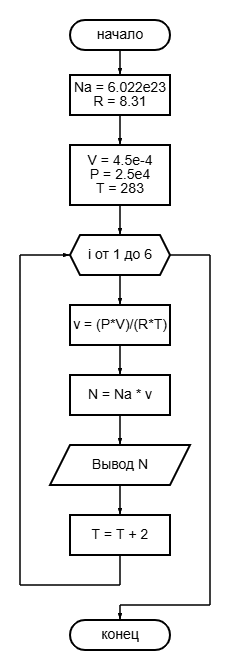 начало
Na = 6.022e23
R = 8.31
V = 4.5e-4
P = 2.5e4
T = 283
i от 1 до 6
v = (P*V)/(R*T)
N = Na * v
Вывод N
T = T + 2
конец